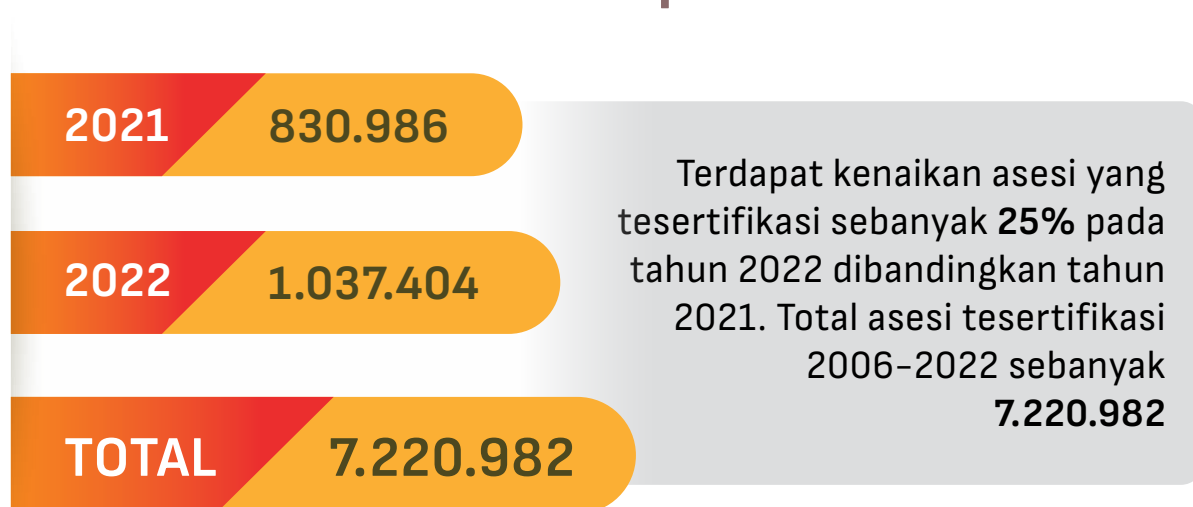 2021 830.986
2022 1.037.404
TOTAL 7.220.982
Terdapat kenaikan asesi yang
tesertifikasi sebanyak 25% pada
tahun 2022 dibandingkan tahun
2021. Total asesi tesertifikasi
2006-2022 sebanyak
7.220.982